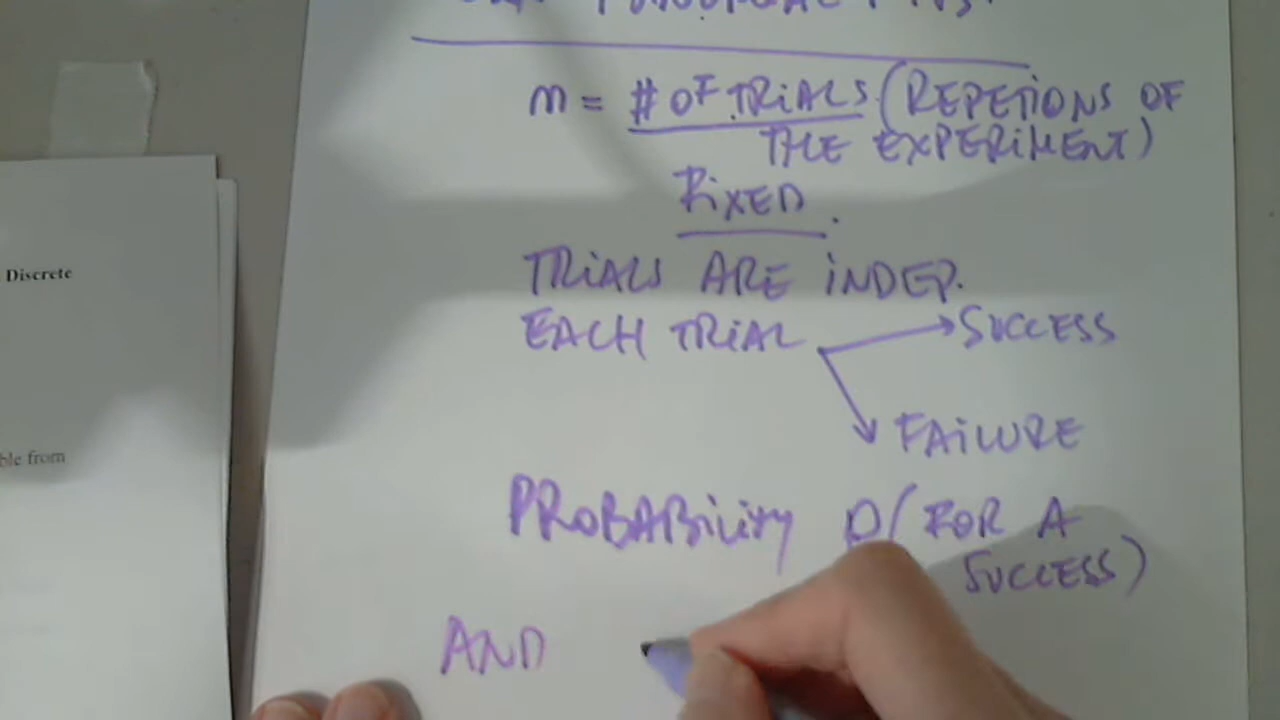 n = # OF TRIALS (REPETIONS OF
THE EXPERIMENT)
FIXED.
TRIALS ARE INDEP.
EACH TRIAL SUCCESS
FAILURE
PROBABILITY P (FOR A
SUCCESS)
AND
Discrete
ble from